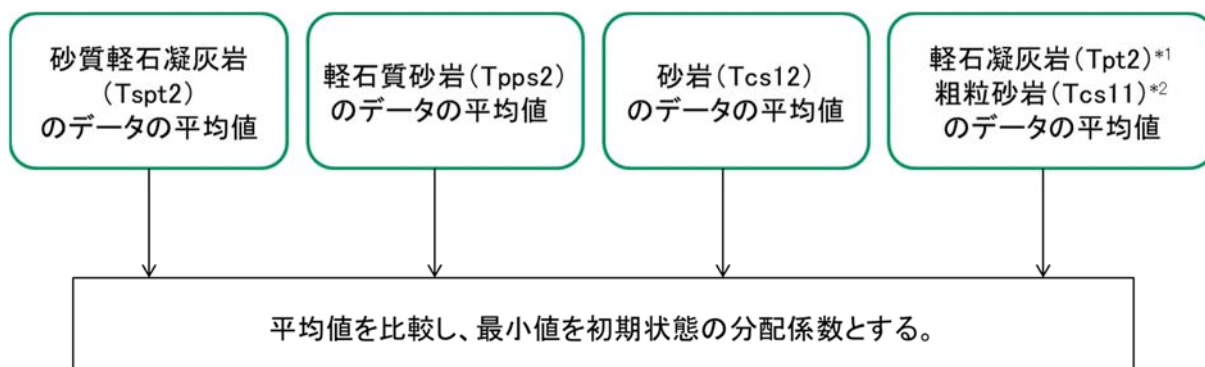 砂質軽石凝灰岩
(Tspt2)
のデータの平均値
軽石質砂岩(Tpps2)
のデータの平均値
砂岩(Tcs12)
のデータの平均値
軽石凝灰岩(Tpt2)*1
粗粒砂岩(Tcs11)*2
のデータの平均値
平均値を比較し、最小値を初期状態の分配係数とする。